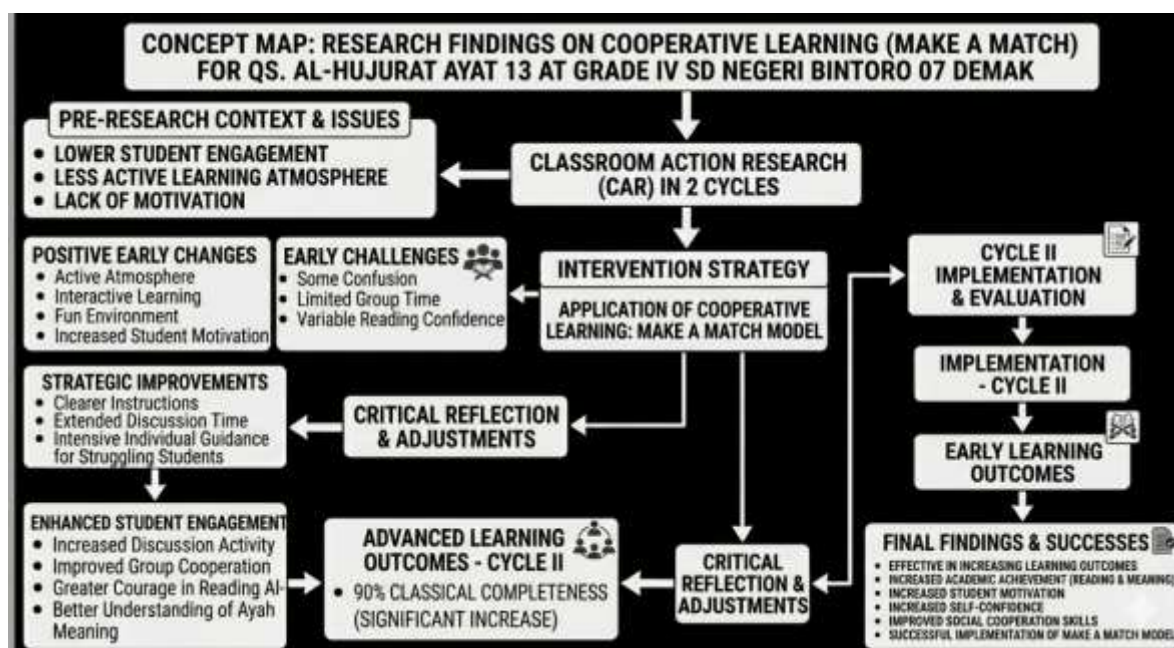 CONCEPT MAP: RESEARCH FINDINGS ON COOPERATIVE LEARNING (MAKE A MATCH)
FOR QS. AL-HUJURAT AYAT 13 AT GRADE IV SD NEGERI BINTORO 07 DEMAK
PRE-RESEARCH CONTEXT & ISSUES
• LOWER STUDENT ENGAGEMENT
• LESS ACTIVE LEARNING ATMOSPHERE
• LACK OF MOTIVATION
CLASSROOM ACTION RESEARCH
(CAR) IN 2 CYCLES
POSITIVE EARLY CHANGES
• Active Atmosphere
• Interactive Learning
• Fun Environment
• Increased Student Motivation
EARLY CHALLENGES
• Some Confusion
• Limited Group Time
• Variable Reading Confidence
INTERVENTION STRATEGY
APPLICATION OF COOPERATIVE
LEARNING: MAKE A MATCH MODEL
CYCLE II
IMPLEMENTATION
& EVALUATION
STRATEGIC IMPROVEMENTS
• Clearer Instructions
• Extended Discussion Time
• Intensive Individual Guidance
for Struggling Students
CRITICAL REFLECTION
& ADJUSTMENTS
IMPLEMENTATION
- CYCLE II
EARLY LEARNING
OUTCOMES
ENHANCED STUDENT ENGAGEMENT
• Increased Discussion Activity
• Improved Group Cooperation
• Greater Courage in Reading Al-
• Better Understanding of Ayah
Meaning
ADVANCED LEARNING
OUTCOMES - CYCLE II
• 90% CLASSICAL COMPLETENESS
(SIGNIFICANT INCREASE)
CRITICAL
REFLECTION &
ADJUSTMENTS
FINAL FINDINGS & SUCCESSES
• EFFECTIVE IN INCREASING LEARNING OUTCOMES
• INCREASED ACADEMIC ACHIEVEMENT (READING & MEANING)
• INCREASED STUDENT MOTIVATION
• INCREASED SELF-CONFIDENCE
• IMPROVED SOCIAL COOPERATION SKILLS
• SUCCESSFUL IMPLEMENTATION OF MAKE A MATCH MODEL